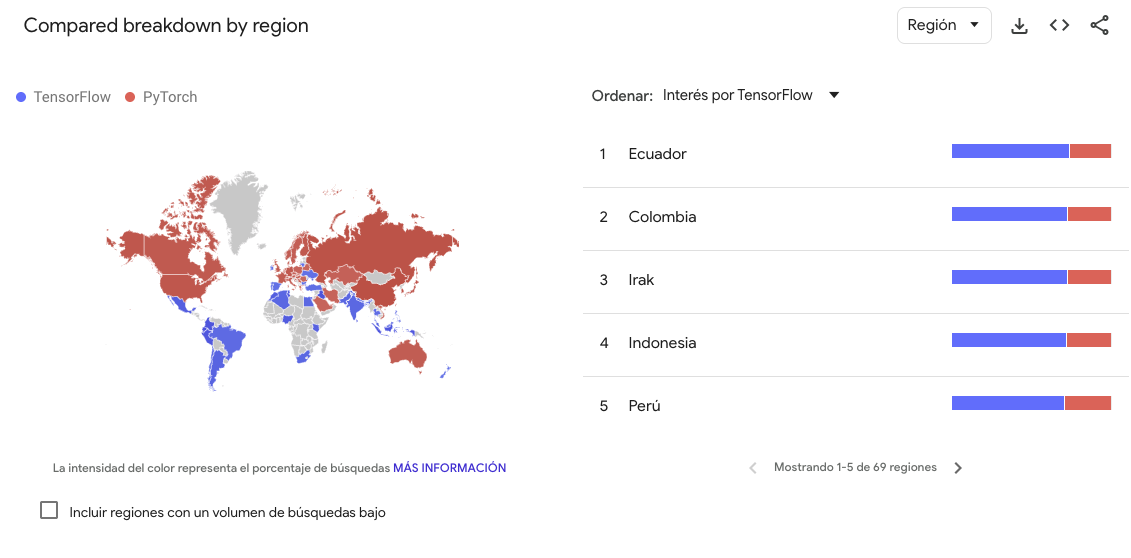 Compared breakdown by region
Región
TensorFlow PyTorch
Ordenar: Interés por TensorFlow
1 Ecuador
2 Colombia
3 Irak
4 Indonesia
5 Perú
La intensidad del color representa el porcentaje de búsquedas MÁS INFORMACIÓN
Mostrando 1-5 de 69 regiones
Incluir regiones con un volumen de búsquedas bajo